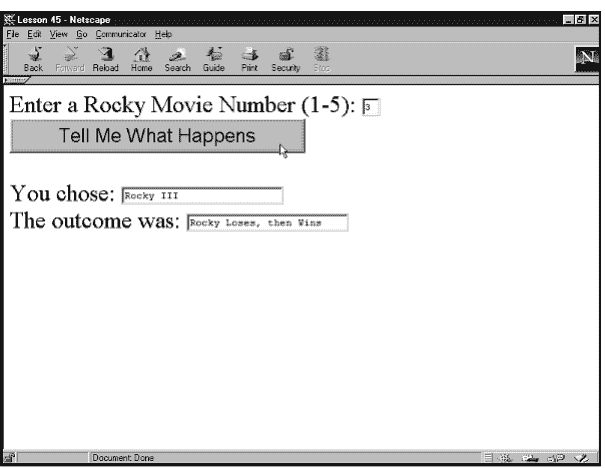 Lesson 45 - Netscape
File Edit View Go Communicator Help
Back Forward Reload Home Search Guide Print Security Stop
N
Enter a Rocky Movie Number (1-5): 3
Tell Me What Happens
You chose: Rocky III
The outcome was: Rocky Loses, then Wins
Document: Done